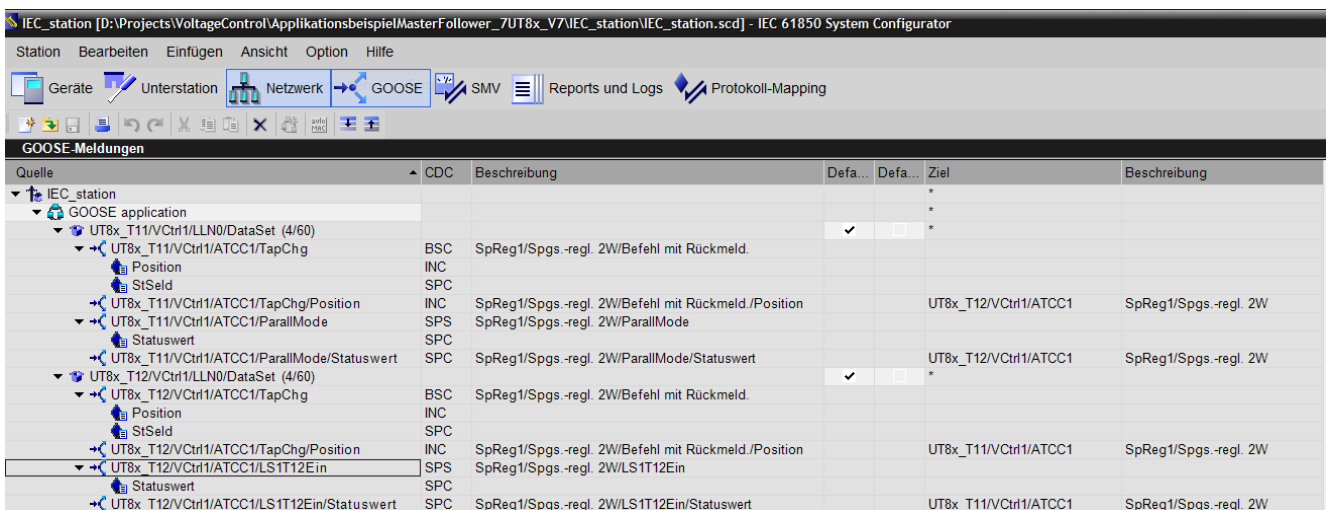 IEC_station [D:\Projects\VoltageControl\ApplikationsbeispielMasterFollower_7UT8x_V7\IEC_station\IEC_station.scd] - IEC 61850 System Configurator
Station Bearbeiten Einfügen Ansicht Option Hilfe
Geräte Unterstation Netzwerk GOOSE SMV Reports und Logs Protokoll-Mapping
GOOSE-Meldungen
Quelle CDC Beschreibung Defa... Defa... Ziel Beschreibung
IEC_station *
GOOSE application *
UT8x_T11/VCtrl1/LLN0/DataSet (4/60) *
UT8x_T11/VCtrl1/ATCC1/TapChg BSC SpReg1/Spgs.-regl. 2W/Befehl mit Rückmeld.
Position INC
StSeld SPC
UT8x_T11/VCtrl1/ATCC1/TapChg/Position INC SpReg1/Spgs.-regl. 2W/Befehl mit Rückmeld./Position UT8x_T12/VCtrl1/ATCC1 SpReg1/Spgs.-regl. 2W
UT8x_T11/VCtrl1/ATCC1/ParallMode SPS SpReg1/Spgs.-regl. 2W/ParallMode
Statuswert SPC
UT8x_T11/VCtrl1/ATCC1/ParallMode/Statuswert SPC SpReg1/Spgs.-regl. 2W/ParallMode/Statuswert UT8x_T12/VCtrl1/ATCC1 SpReg1/Spgs.-regl. 2W
UT8x_T12/VCtrl1/LLN0/DataSet (4/60) *
UT8x_T12/VCtrl1/ATCC1/TapChg BSC SpReg1/Spgs.-regl. 2W/Befehl mit Rückmeld.
Position INC
StSeld SPC
UT8x_T12/VCtrl1/ATCC1/TapChg/Position INC SpReg1/Spgs.-regl. 2W/Befehl mit Rückmeld./Position UT8x_T11/VCtrl1/ATCC1 SpReg1/Spgs.-regl. 2W
UT8x_T12/VCtrl1/ATCC1/LS1T12Ein SPS SpReg1/Spgs.-regl. 2W/LS1T12Ein
Statuswert SPC
UT8x_T12/VCtrl1/ATCC1/LS1T12Ein/Statuswert SPC SpReg1/Spgs.-regl. 2W/LS1T12Ein/Statuswert UT8x_T11/VCtrl1/ATCC1 SpReg1/Spgs.-regl. 2W